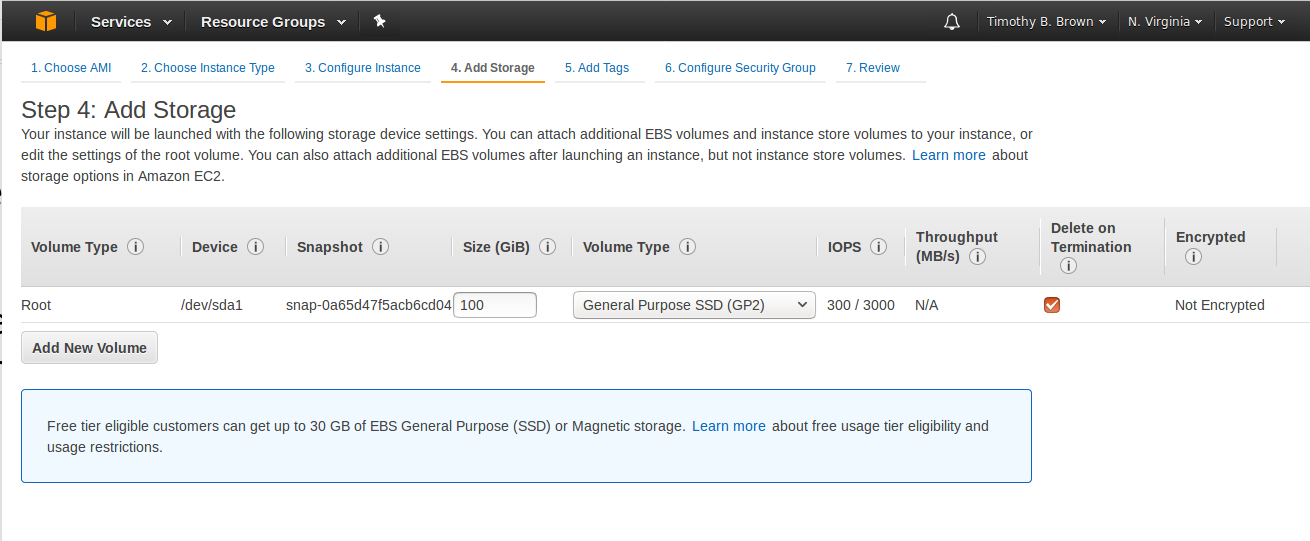 Services Resource Groups Timothy B. Brown N. Virginia Support
1. Choose AMI 2. Choose Instance Type 3. Configure Instance 4. Add Storage 5. Add Tags 6. Configure Security Group 7. Review
Step 4: Add Storage
Your instance will be launched with the following storage device settings. You can attach additional EBS volumes and instance store volumes to your instance, or
edit the settings of the root volume. You can also attach additional EBS volumes after launching an instance, but not instance store volumes. Learn more about
storage options in Amazon EC2.
Volume Type Device Snapshot Size (GiB) Volume Type IOPS Throughput (MB/s) Delete on Termination Encrypted
Root /dev/sda1 snap-0a65d47f5acb6cd04 100 General Purpose SSD (GP2) 300 / 3000 N/A Not Encrypted
Add New Volume
Free tier eligible customers can get up to 30 GB of EBS General Purpose (SSD) or Magnetic storage. Learn more about free usage tier eligibility and
usage restrictions.